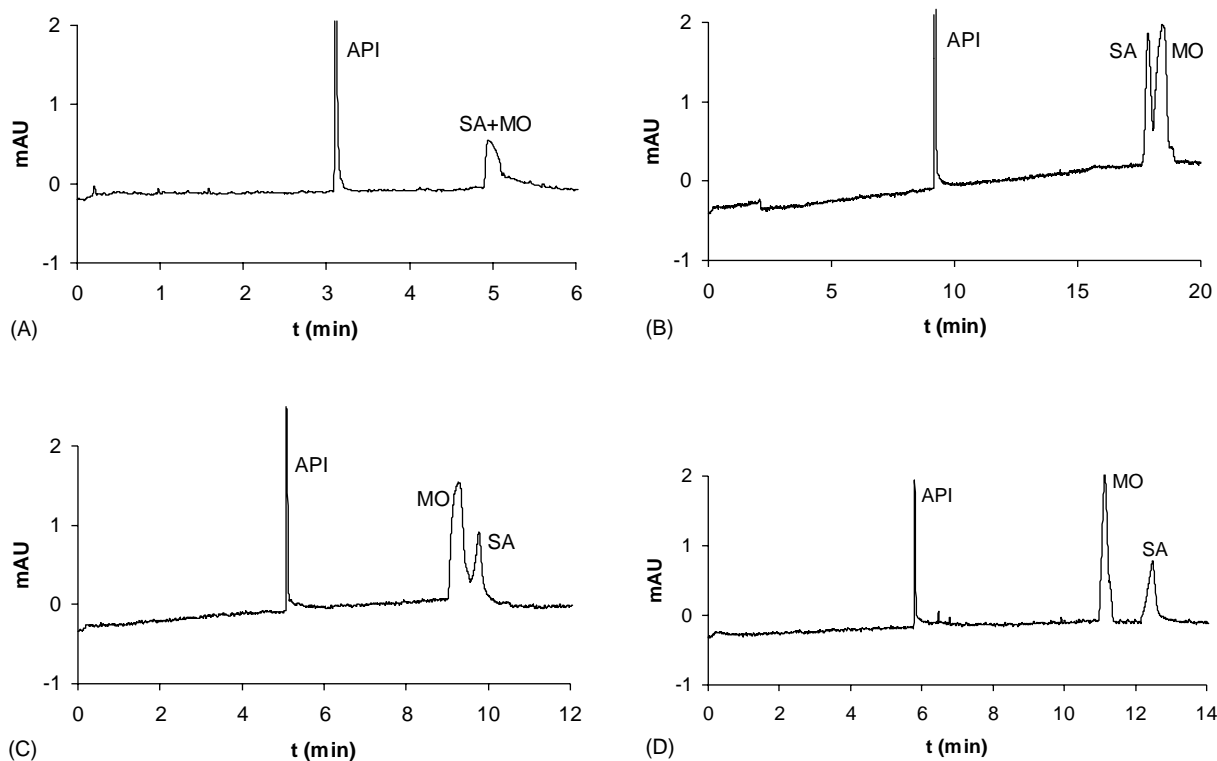 2
1
0
-1
mAU
API
SA+MO
0 1 2 3 4 5 6
t (min)
(A)
2
1
0
-1
mAU
API
SA
MO
0 5 10 15 20
t (min)
(B)
2
1
0
-1
mAU
API
MO
SA
0 2 4 6 8 10 12
t (min)
(C)
2
1
0
-1
mAU
API
MO
SA
0 2 4 6 8 10 12 14
t (min)
(D)